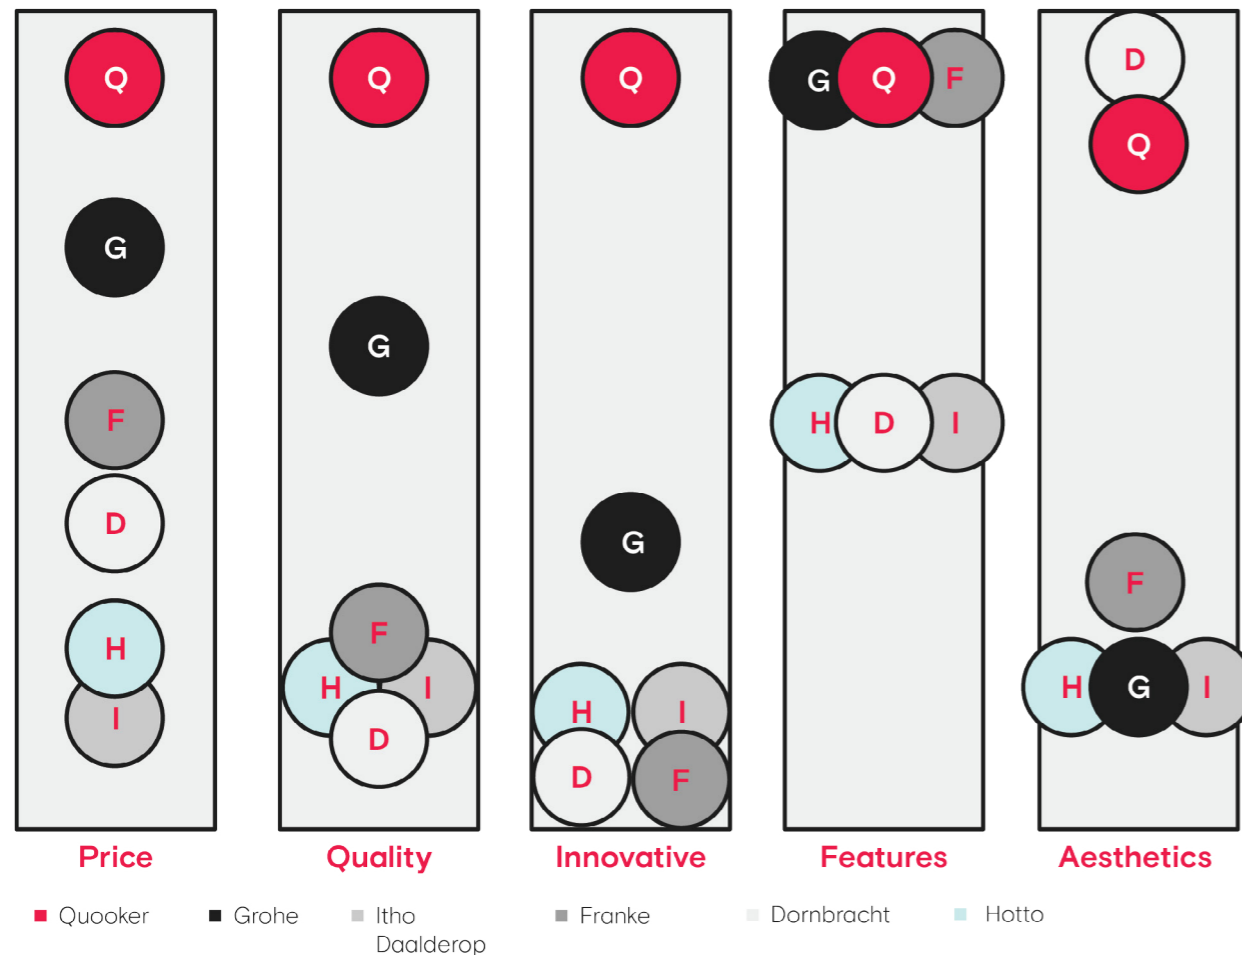 Q
G
F
D
H
I
Price
Q
G
F
H I
D
Quality
Q
G
H I
D F
Innovative
G Q F
H D I
Features
D
Q
F
H G I
Aesthetics
Quooker
Grohe
Itho
Daalderop
Franke
Dornbracht
Hotto